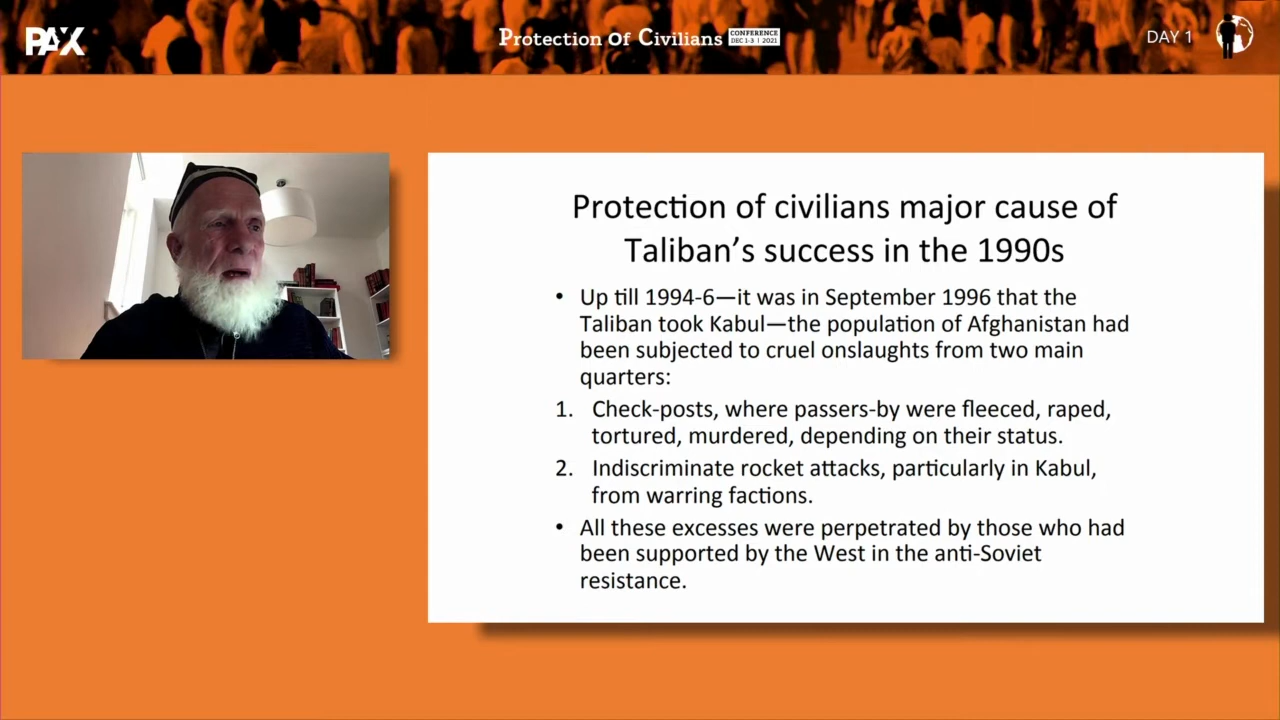 PAX
Protection of Civilians
CONFERENCE
DEC 1-3 | 2021
DAY 1
Protection of civilians major cause of
Taliban’s success in the 1990s
• Up till 1994-6—it was in September 1996 that the
Taliban took Kabul—the population of Afghanistan had
been subjected to cruel onslaughts from two main
quarters:
1. Check-posts, where passers-by were fleeced, raped,
tortured, murdered, depending on their status.
2. Indiscriminate rocket attacks, particularly in Kabul,
from warring factions.
• All these excesses were perpetrated by those who had
been supported by the West in the anti-Soviet
resistance.